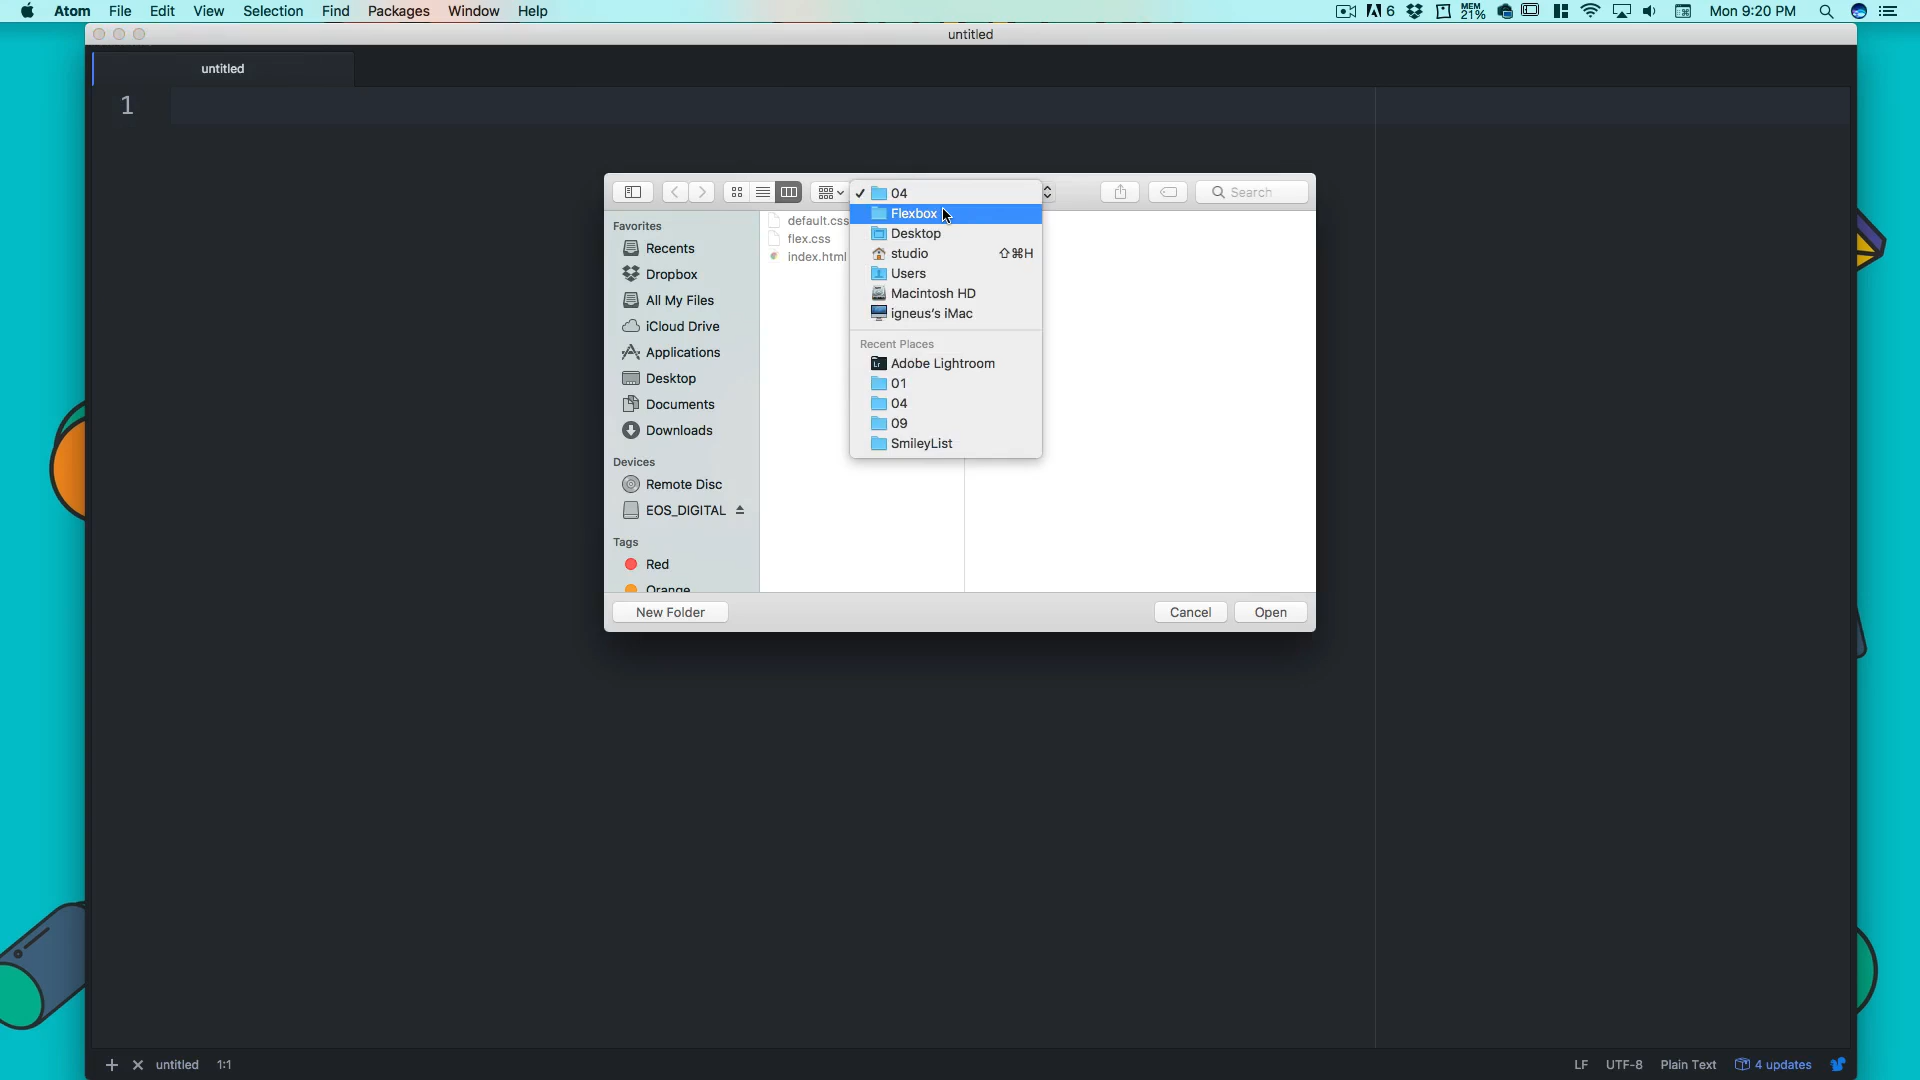 Atom File Edit View Selection Find Packages Window Help 6 MEM 21% Mon 9:20 PM
untitled
untitled
1
04
Search
Flexbox
Desktop
studio ⇧⌘H
Users
Macintosh HD
igneus's iMac
Recent Places
Adobe Lightroom
01
04
09
SmileyList
Favorites
Recents
Dropbox
All My Files
iCloud Drive
Applications
Desktop
Documents
Downloads
Devices
Remote Disc
EOS_DIGITAL
Tags
Red
Orange
default.css
flex.css
index.html
New Folder Cancel Open
untitled 1:1 LF UTF-8 Plain Text 4 updates